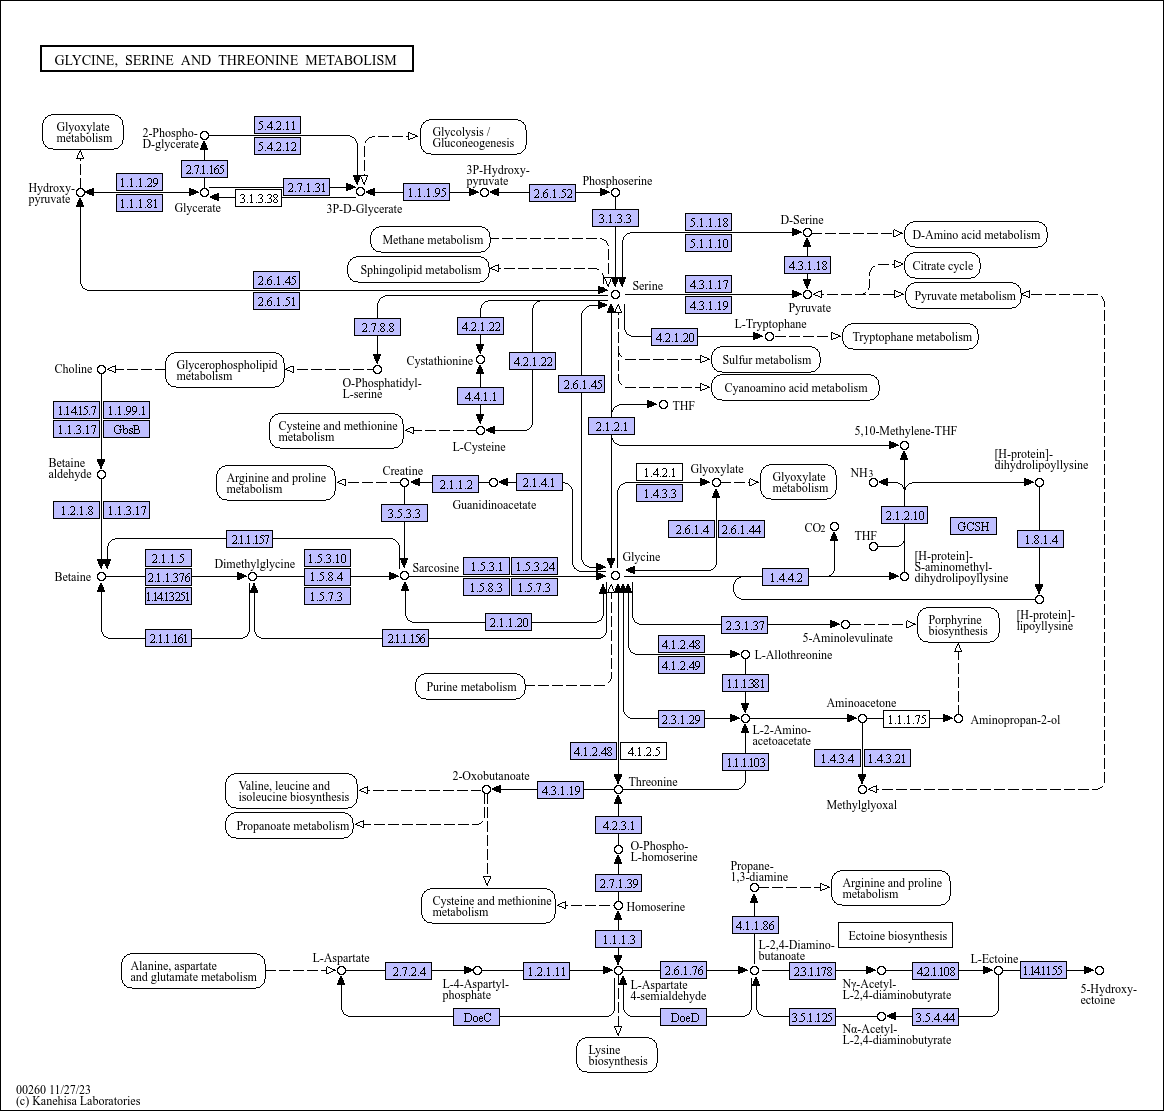 GLYCINE, SERINE AND THREONINE METABOLISM
Glyoxylate
metabolism
2-Phospho-
D-glycerate
5.4.2.11
5.4.2.12
Glycolysis /
Gluconeogenesis
2.7.1.165
Hydroxy-
pyruvate
1.1.1.29
1.1.1.81
Glycerate
2.7.1.31
3.1.3.38
3P-D-Glycerate
1.1.1.95
3P-Hydroxy-
pyruvate
2.6.1.52
Phosphoserine
3.1.3.3
5.1.1.18
5.1.1.10
D-Serine
D-Amino acid metabolism
Methane metabolism
Sphingolipid metabolism
4.3.1.18
Citrate cycle
2.6.1.45
2.6.1.51
Serine
4.3.1.17
4.3.1.19
Pyruvate
Pyruvate metabolism
2.7.8.8
4.2.1.22
4.2.1.20
L-Tryptophane
Tryptophane metabolism
Choline
Glycerophospholipid
metabolism
O-Phosphatidyl-
L-serine
Cystathionine
4.2.1.22
Sulfur metabolism
2.6.1.45
Cyanoamino acid metabolism
4.4.1.1
1.14.15.7
1.1.99.1
1.1.3.17
GbsB
THF
Cysteine and methionine
metabolism
L-Cysteine
2.1.2.1
5,10-Methylene-THF
Betaine
aldehyde
Arginine and proline
metabolism
Creatine
2.1.1.2
Guanidinoacetate
2.1.4.1
1.4.2.1
1.4.3.3
Glyoxylate
Glyoxylate
metabolism
NH3
[H-protein]-
dihydrolipoyllysine
1.2.1.8
1.1.3.17
3.5.3.3
2.6.1.4
2.6.1.44
CO2
2.1.2.10
GCSH
THF
1.8.1.4
2.1.1.157
2.1.1.5
2.1.1.376
1.14.13.251
Betaine
Dimethylglycine
1.5.3.10
1.5.8.4
1.5.7.3
Sarcosine
1.5.3.1
1.5.3.24
1.5.8.3
1.5.7.3
Glycine
1.4.4.2
[H-protein]-
S-aminomethyl-
dihydrolipoyllysine
[H-protein]-
lipoyllysine
2.1.1.161
2.1.1.156
2.1.1.20
2.3.1.37
5-Aminolevulinate
Porphyrine
biosynthesis
4.1.2.48
4.1.2.49
L-Allothreonine
1.1.1.381
Purine metabolism
2.3.1.29
L-2-Amino-
acetoacetate
Aminoacetone
1.1.1.75
Aminopropan-2-ol
4.1.2.48
4.1.2.5
1.1.1.103
1.4.3.4
1.4.3.21
Methylglyoxal
Valine, leucine and
isoleucine biosynthesis
2-Oxobutanoate
4.3.1.19
Threonine
Propanoate metabolism
4.2.3.1
O-Phospho-
L-homoserine
2.7.1.39
Cysteine and methionine
metabolism
Homoserine
Propane-
1,3-diamine
Arginine and proline
metabolism
1.1.1.3
4.1.1.86
Ectoine biosynthesis
Alanine, aspartate
and glutamate metabolism
L-Aspartate
2.7.2.4
L-4-Aspartyl-
phosphate
1.2.1.11
L-Aspartate
4-semialdehyde
2.6.1.76
L-2,4-Diamino-
butanoate
2.3.1.178
Nγ-Acetyl-
L-2,4-diaminobutyrate
4.2.1.108
L-Ectoine
1.14.11.55
5-Hydroxy-
ectoine
DoeC
DoeD
3.5.1.125
Nα-Acetyl-
L-2,4-diaminobutyrate
3.5.4.44
Lysine
biosynthesis
00260 11/27/23
(c) Kanehisa Laboratories